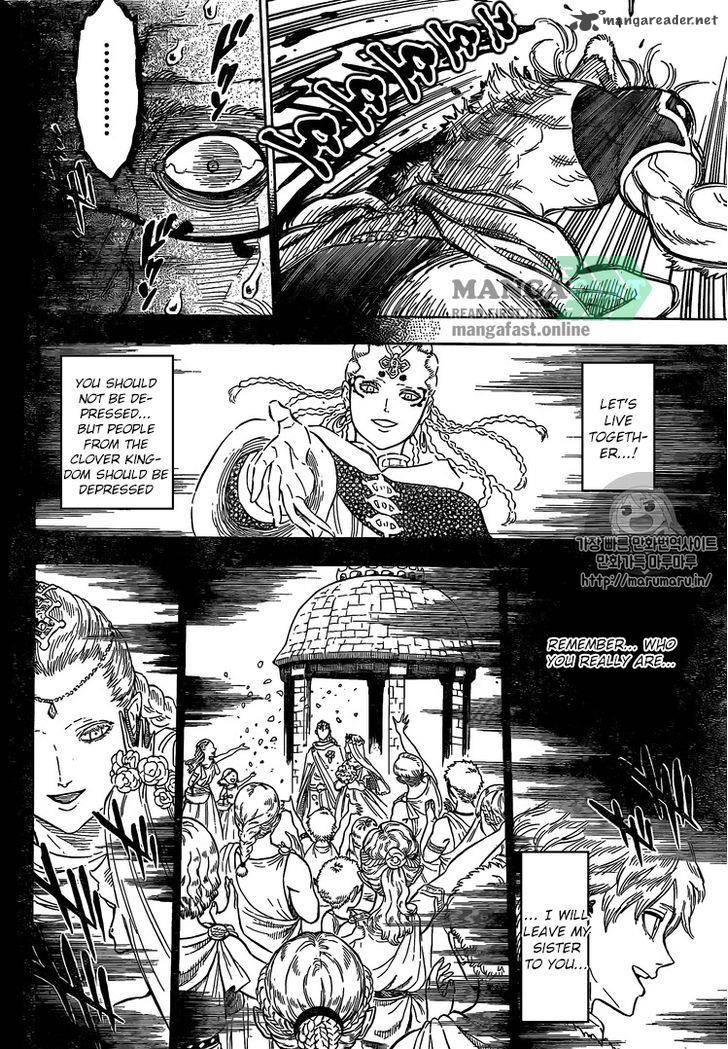 mangareader.net
MANGA
READ FIRST AT
mangafast.online
LET'S
LIVE
TOGETH-
ER...!
YOU SHOULD
NOT BE DE-
PRESSED...
BUT PEOPLE
FROM THE
CLOVER KING-
DOM SHOULD BE
DEPRESSED
가장 빠른 만화번역사이트
만화가득 마루마루
http://marumaru.in/
REMEMBER... WHO
YOU REALLY ARE...
... I WILL
LEAVE MY
SISTER
TO YOU...